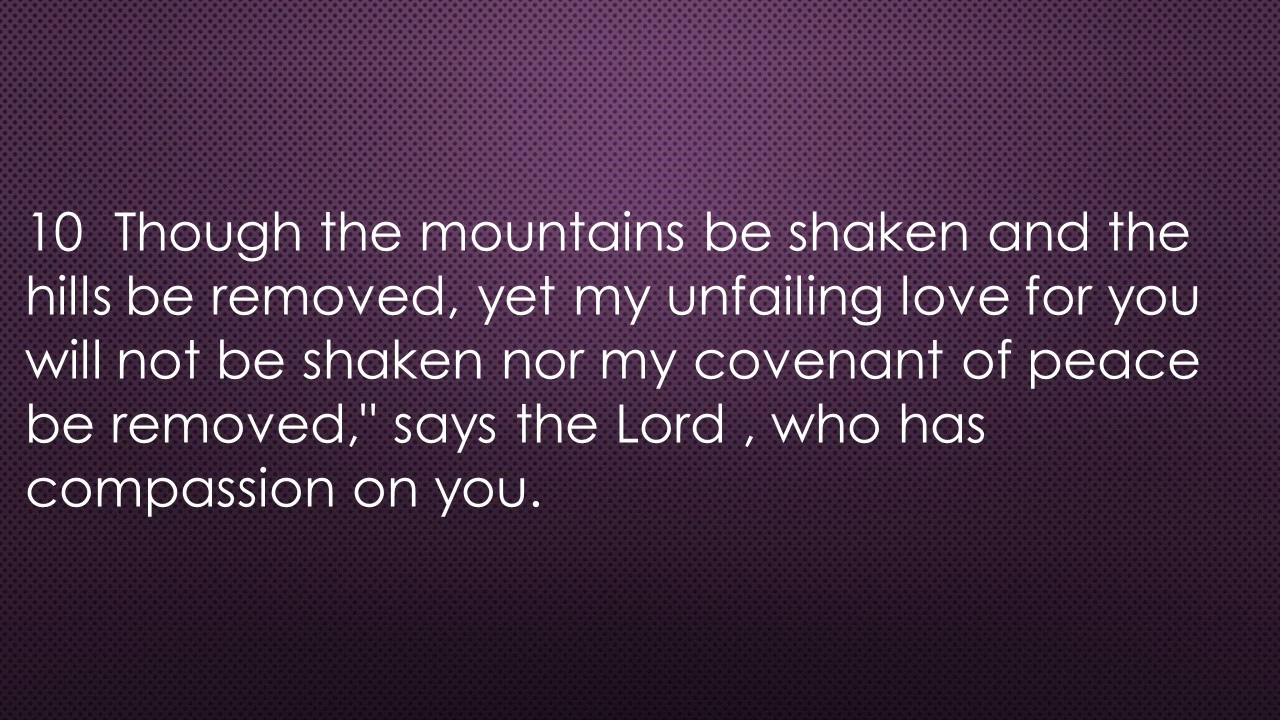 10  Though the mountains be shaken and the
hills be removed, yet my unfailing love for you
will not be shaken nor my covenant of peace
be removed," says the Lord , who has
compassion on you.